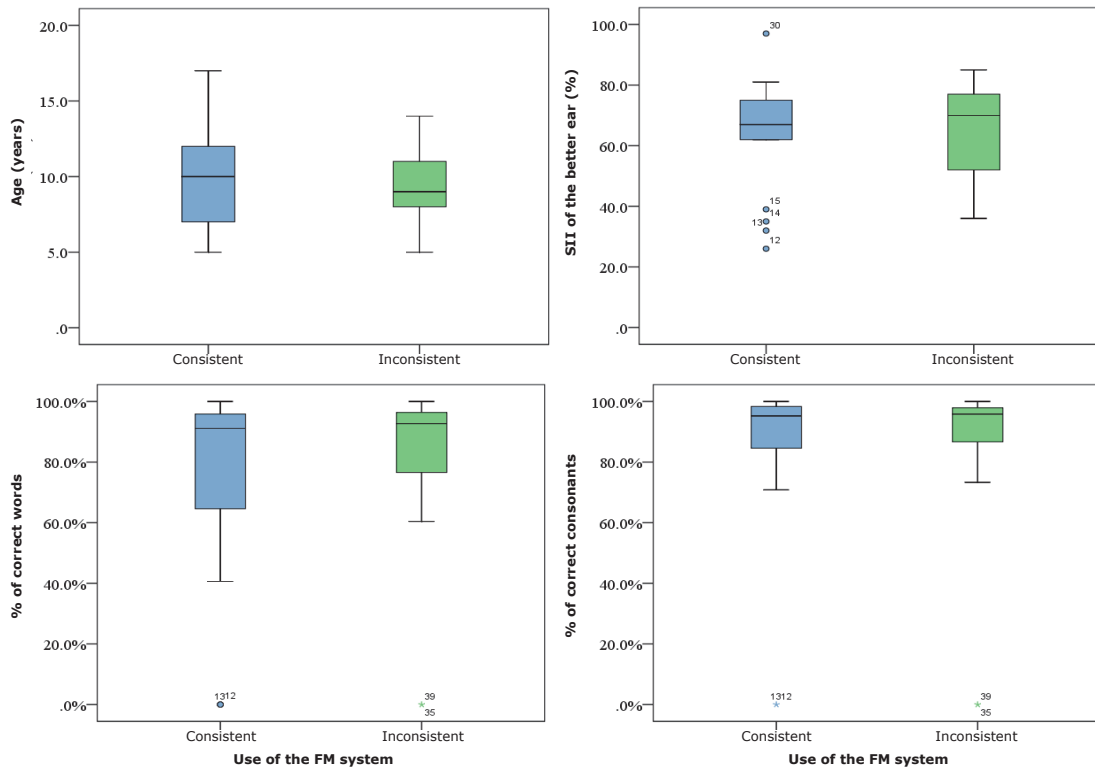 Age (years)
20.0
15.0
10.0
5.0
.0
Consistent
Inconsistent
SII of the better ear (%)
100.0
80.0
60.0
40.0
20.0
.0
30
15
14
13
12
Consistent
Inconsistent
% of correct words
100.0%
80.0%
60.0%
40.0%
20.0%
.0%
1312
39
35
Consistent
Inconsistent
Use of the FM system
% of correct consonants
100.0%
80.0%
60.0%
40.0%
20.0%
.0%
1312
39
35
Consistent
Inconsistent
Use of the FM system